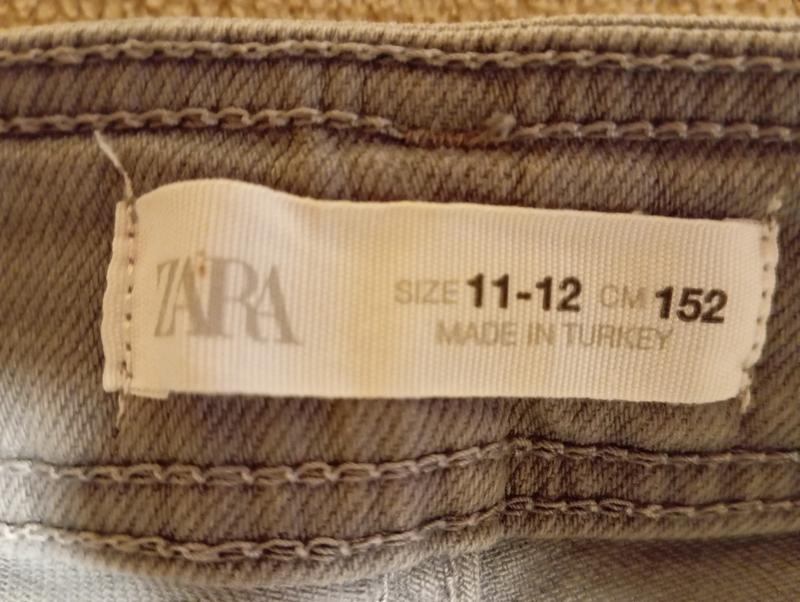 ZARA
SIZE 11-12 CM 152
MADE IN TURKEY